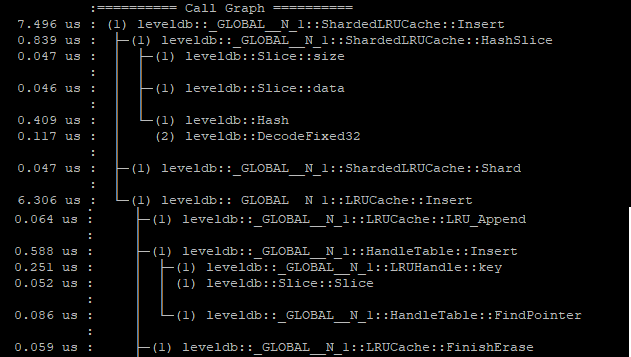 :========== Call Graph ==========
7.496 us : (1) leveldb::_GLOBAL__N_1::ShardedLRUCache::Insert
0.839 us : (1) leveldb::_GLOBAL__N_1::ShardedLRUCache::HashSlice
0.047 us : (1) leveldb::Slice::size
:
0.046 us : (1) leveldb::Slice::data
:
0.409 us : (1) leveldb::Hash
0.117 us : (2) leveldb::DecodeFixed32
:
0.047 us : (1) leveldb::_GLOBAL__N_1::ShardedLRUCache::Shard
:
6.306 us : (1) leveldb:: GLOBAL  N 1::LRUCache::Insert
0.064 us : (1) leveldb::_GLOBAL__N_1::LRUCache::LRU_Append
:
0.588 us : (1) leveldb::_GLOBAL__N_1::HandleTable::Insert
0.251 us : (1) leveldb::_GLOBAL__N_1::LRUHandle::key
0.052 us : (1) leveldb::Slice::Slice
:
0.086 us : (1) leveldb::_GLOBAL__N_1::HandleTable::FindPointer
:
0.059 us : (1) leveldb::_GLOBAL__N_1::LRUCache::FinishErase